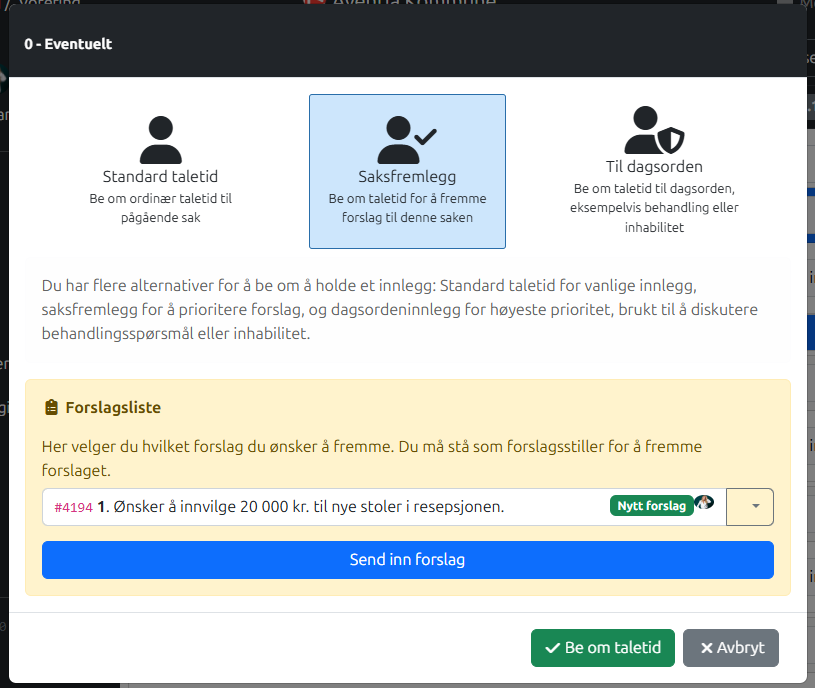 Votering
Avenia Kommune
0 - Eventuelt
Standard taletid
Be om ordinær taletid til
pågående sak
Saksfremlegg
Be om taletid for å fremme
forslag til denne saken
Til dagsorden
Be om taletid til dagsorden,
eksempelvis behandling eller
inhabilitet
Du har flere alternativer for å be om å holde et innlegg: Standard taletid for vanlige innlegg,
saksfremlegg for å prioritere forslag, og dagsordeninnlegg for høyeste prioritet, brukt til å diskutere
behandlingsspørsmål eller inhabilitet.
Forslagsliste
Her velger du hvilket forslag du ønsker å fremme. Du må stå som forslagsstiller for å fremme
forslaget.
#4194 1. Ønsker å innvilge 20 000 kr. til nye stoler i resepsjonen. Nytt forslag
Send inn forslag
Be om taletid
Avbryt